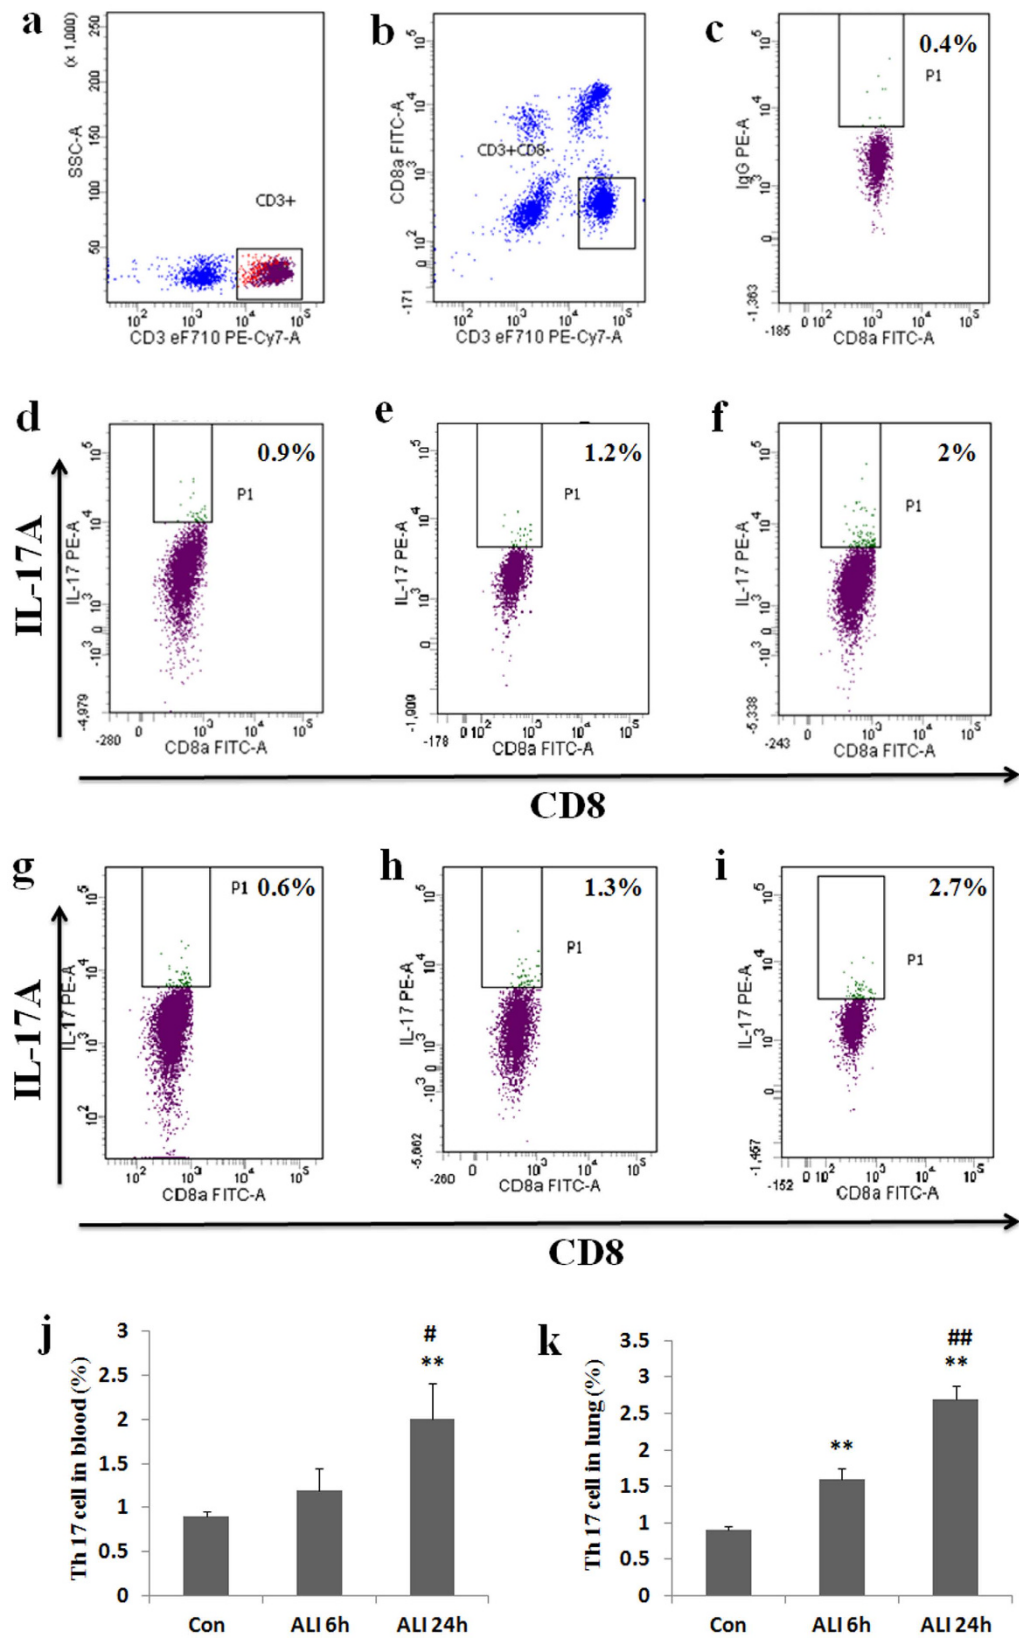 a
(x 1,000)
SSC-A
250
200
150
100
50
CD3+
10² 10³ 10⁴ 10⁵
CD3 eF710 PE-Cy7-A
b
CD8a FITC-A
10⁵
10⁴
10³
10²
0
-171
CD3+CD8-
10² 10³ 10⁴ 10⁵
CD3 eF710 PE-Cy7-A
c
0.4%
P1
IgG PE-A
10⁵
10⁴
10³
0
-1,363
-185 0 10² 10³ 10⁴ 10⁵
CD8a FITC-A
IL-17A
d
0.9%
P1
IL-17 PE-A
10⁵
10⁴
10³
0
-10³
-4,979
-280 0 10³ 10⁴ 10⁵
CD8a FITC-A
e
1.2%
P1
IL-17 PE-A
10⁵
10⁴
10³
0
-1,909
-178 0 10² 10³ 10⁴ 10⁵
CD8a FITC-A
f
2%
P1
IL-17 PE-A
10⁵
10⁴
10³
0
-10³
-5,338
-243 0 10³ 10⁴ 10⁵
CD8a FITC-A
CD8
IL-17A
g
P1 0.6%
IL-17 PE-A
10⁵
10⁴
10³
10²
10² 10³ 10⁴ 10⁵
CD8a FITC-A
h
1.3%
P1
IL-17 PE-A
10⁵
10⁴
10³
0
-10³
-5,662
-260 0 10³ 10⁴ 10⁵
CD8a FITC-A
i
2.7%
P1
IL-17 PE-A
10⁵
10⁴
10³
0
-1,457
-152 0 10² 10³ 10⁴ 10⁵
CD8a FITC-A
CD8
j
Th 17 cell in blood (%)
3
2.5
2
1.5
1
0.5
0
#
**
Con ALI 6h ALI 24h
k
Th 17 cell in lung (%)
3.5
3
2.5
2
1.5
1
0.5
0
**
##
**
Con ALI 6h ALI 24h